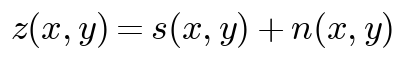 z(x, y) = s(x, y) + n(x, y)